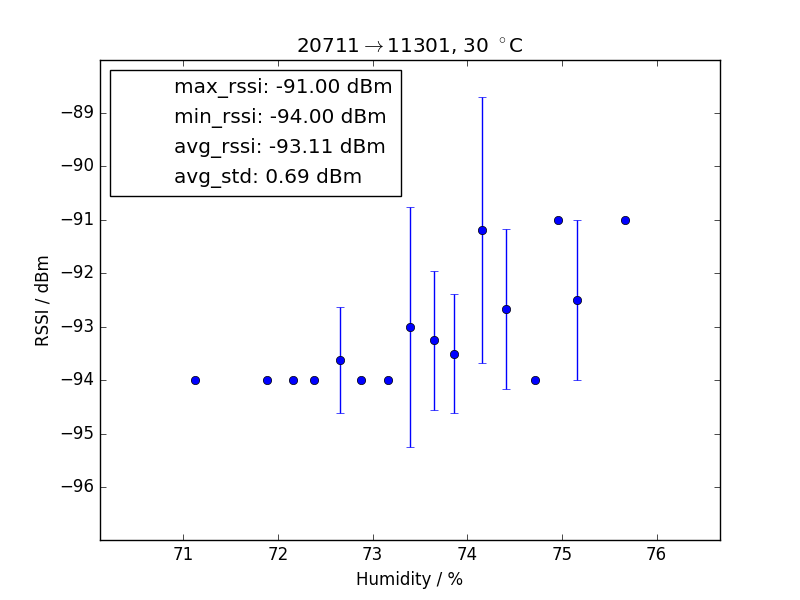 20711→11301, 30 °C
max_rssi: -91.00 dBm
min_rssi: -94.00 dBm
avg_rssi: -93.11 dBm
avg_std: 0.69 dBm
RSSI / dBm
−89
−90
−91
−92
−93
−94
−95
−96
71 72 73 74 75 76
Humidity / %